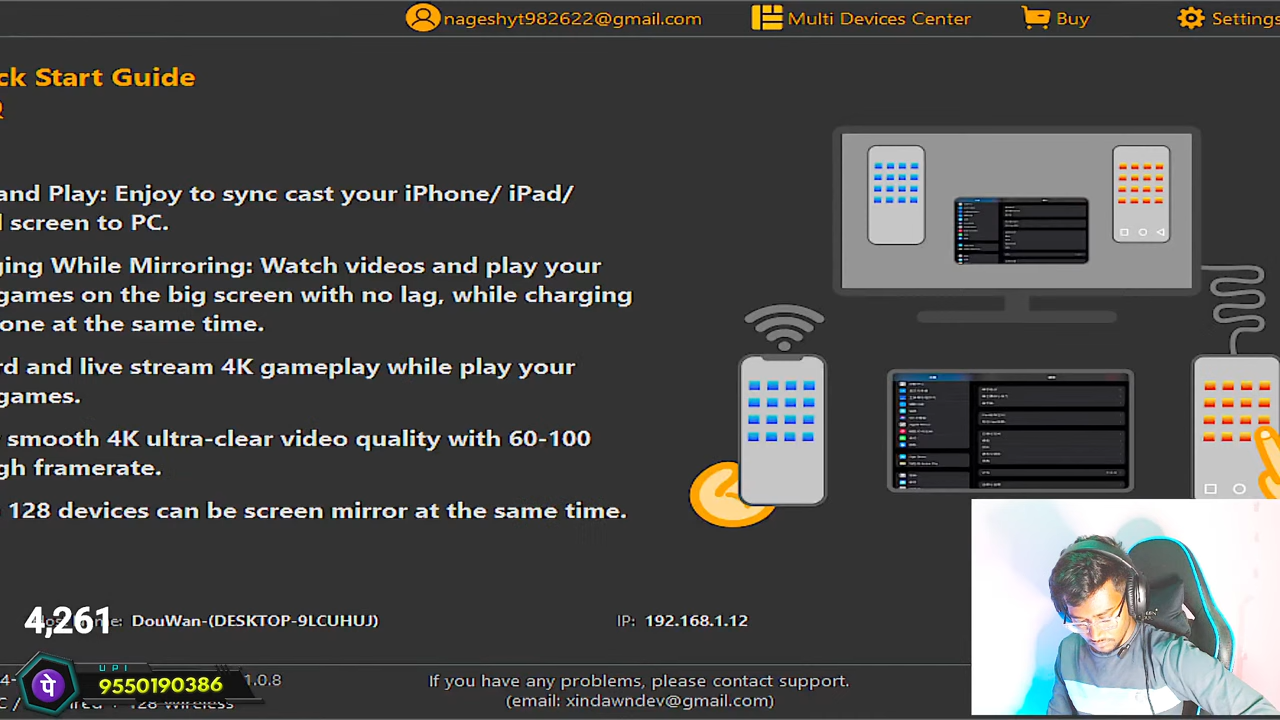 nageshyt982622@gmail.com
Multi Devices Center
Buy
Settings
ck Start Guide
and Play: Enjoy to sync cast your iPhone/ iPad/
screen to PC.
ging While Mirroring: Watch videos and play your
games on the big screen with no lag, while charging
one at the same time.
rd and live stream 4K gameplay while play your
games.
smooth 4K ultra-clear video quality with 60-100
gh framerate.
128 devices can be screen mirror at the same time.
4,261
DouWan-(DESKTOP-9LCUHUJ)
IP: 192.168.1.12
UPI
पे
9550190386
1.0.8
If you have any problems, please contact support.
(email: xindawndev@gmail.com)